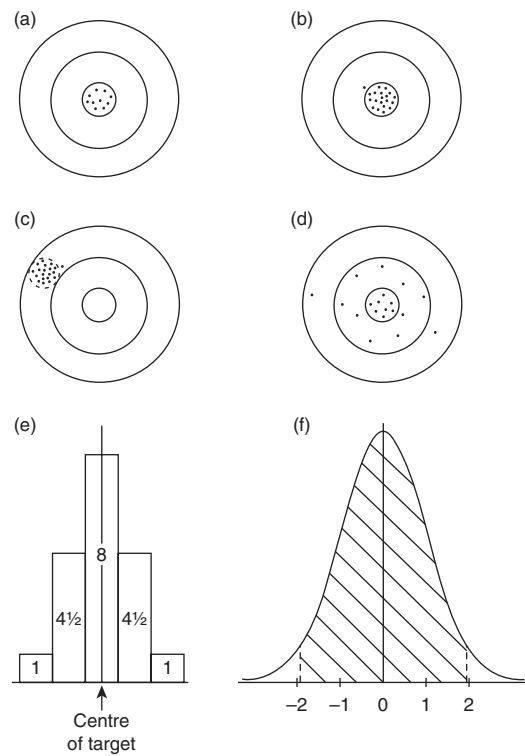 (a)
(b)
(c)
(d)
(e)
8
4½
4½
1
1
Centre
of target
(f)
–2
–1
0
1
2